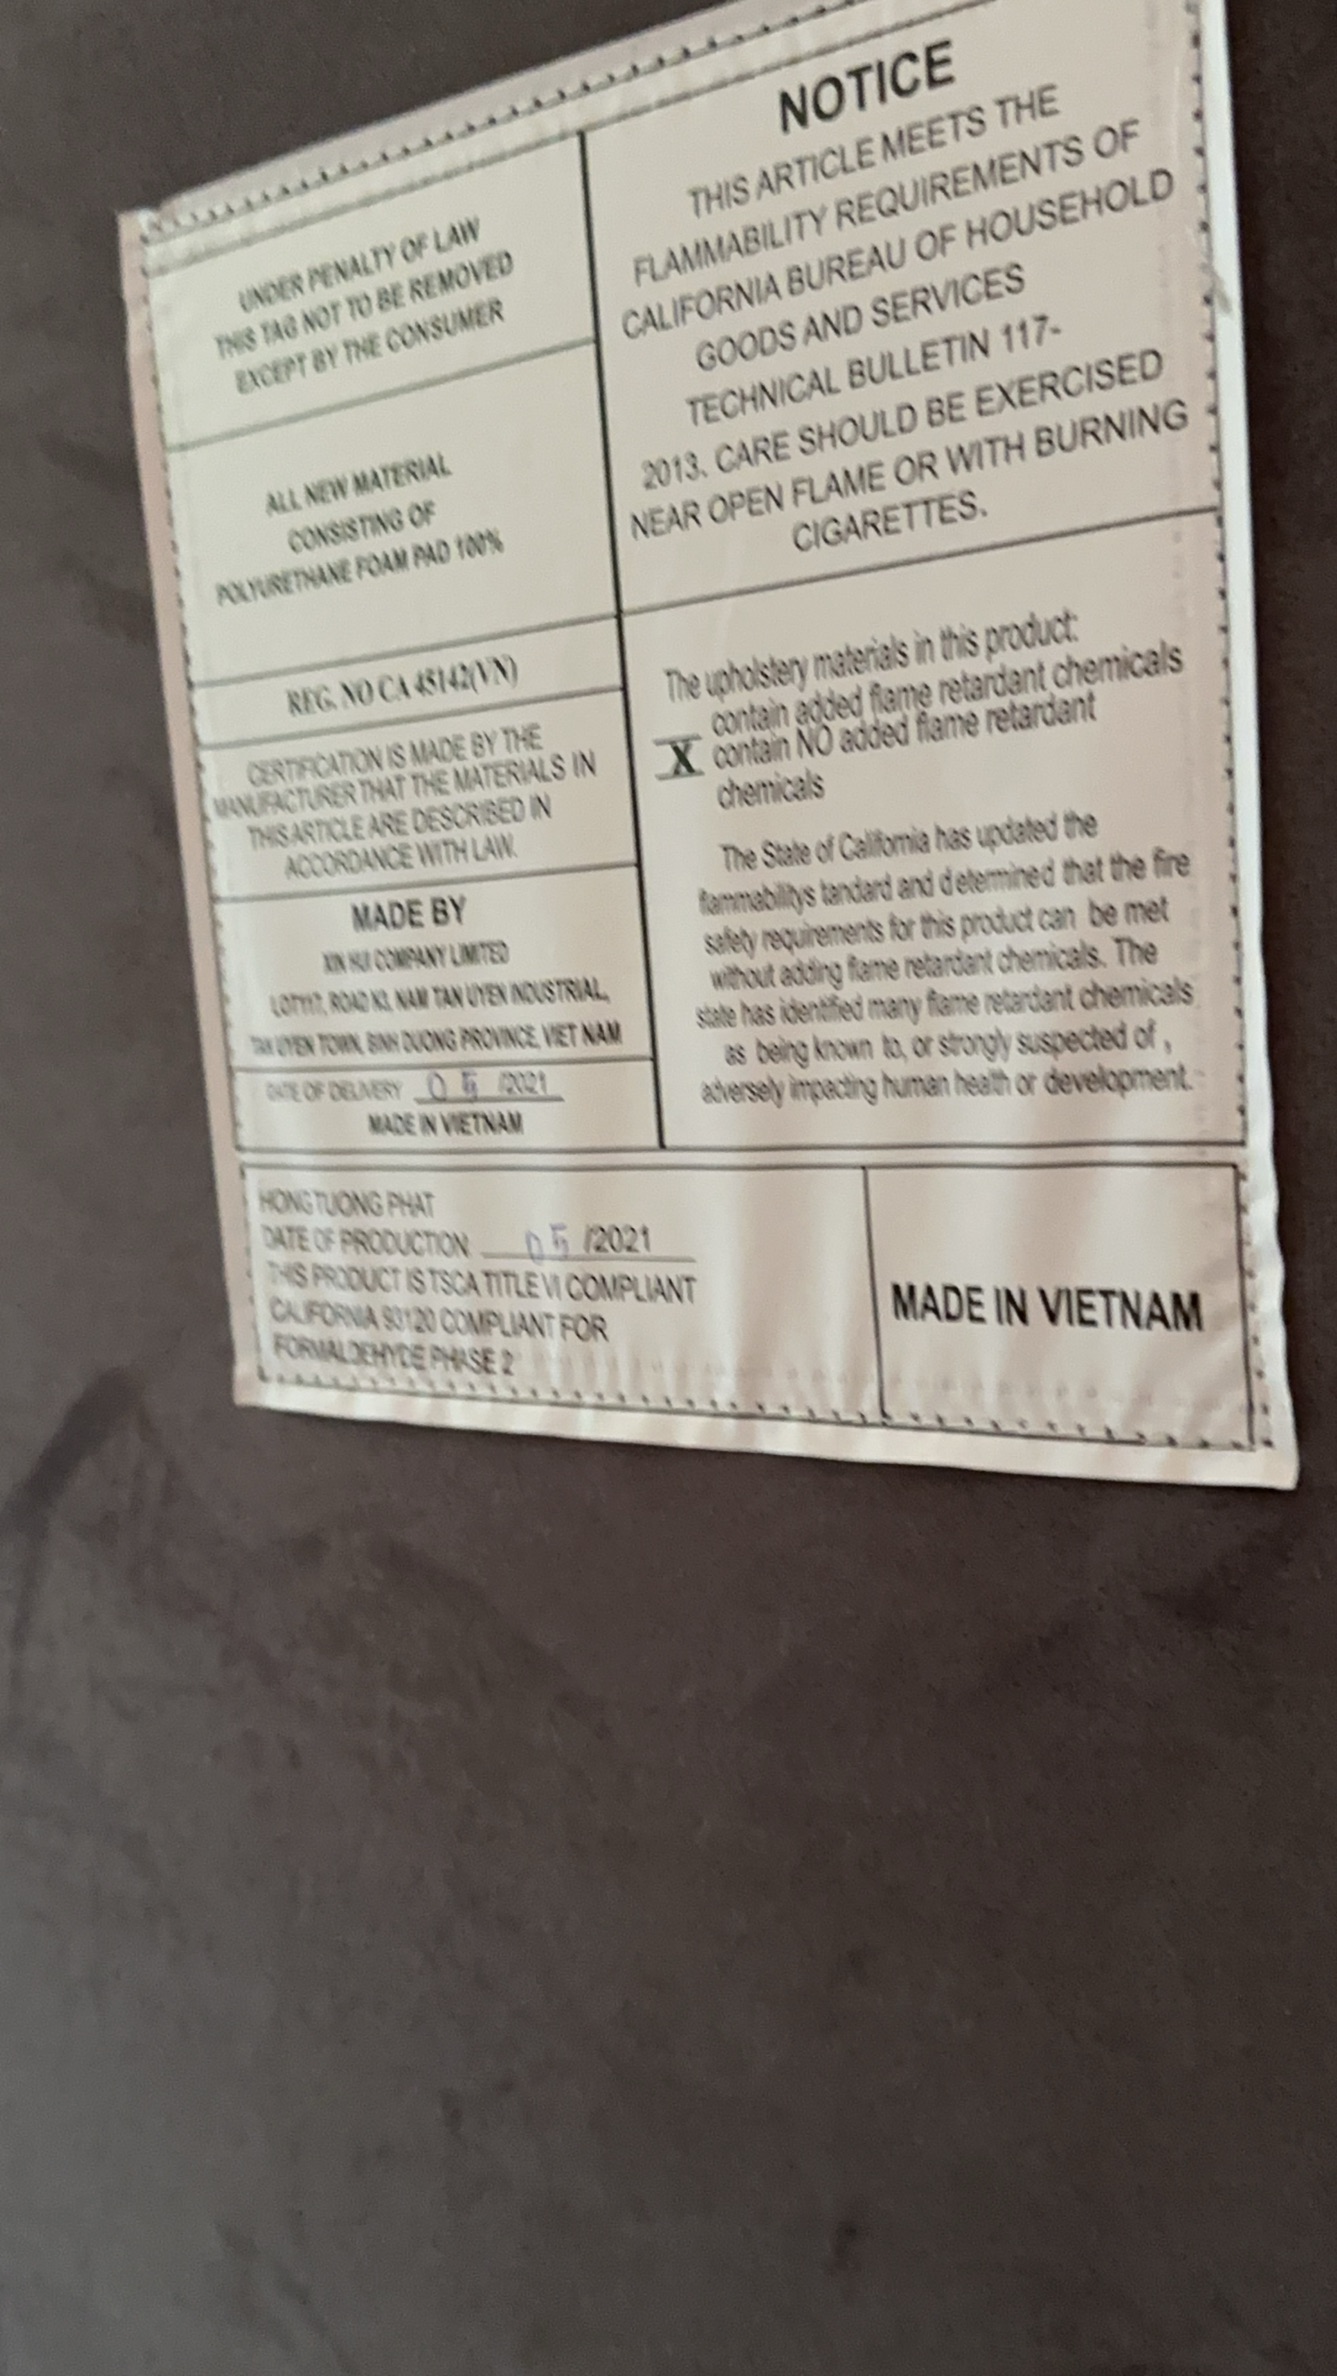 UNDER PENALTY OF LAW
THIS TAG NOT TO BE REMOVED
EXCEPT BY THE CONSUMER
ALL NEW MATERIAL
CONSISTING OF
POLYURETHANE FOAM PAD 100%
REG. NO CA 45142(VN)
CERTIFICATION IS MADE BY THE
MANUFACTURER THAT THE MATERIALS IN
THIS ARTICLE ARE DESCRIBED IN
ACCORDANCE WITH LAW.
MADE BY
XIN HUI COMPANY LIMITED
ROAD NAM TAN UYEN INDUSTRIAL,
TAN UYEN TOWN, BINH DUONG PROVINCE, VIET NAM
DATE OF DELIVERY 05 /2021
MADE IN VIETNAM
NOTICE
THIS ARTICLE MEETS THE
FLAMMABILITY REQUIREMENTS OF
CALIFORNIA BUREAU OF HOUSEHOLD
GOODS AND SERVICES
TECHNICAL BULLETIN 117-
2013. CARE SHOULD BE EXERCISED
NEAR OPEN FLAME OR WITH BURNING
CIGARETTES.
The upholstery materials in this product:
contain added flame retardant chemicals
X contain NO added flame retardant
chemicals
The State of California has updated the
flammabilitys tandard and determined that the fire
safety requirements for this product can be met
without adding flame retardant chemicals. The
state has identified many flame retardant chemicals
as being known to, or strongly suspected of ,
adversely impacting human health or development.
HONG TUONG PHAT
DATE OF PRODUCTION 05 /2021
THIS PRODUCT IS TSCA TITLE VI COMPLIANT
CALIFORNIA 93120 COMPLIANT FOR
FORMALDEHYDE PHASE 2
MADE IN VIETNAM